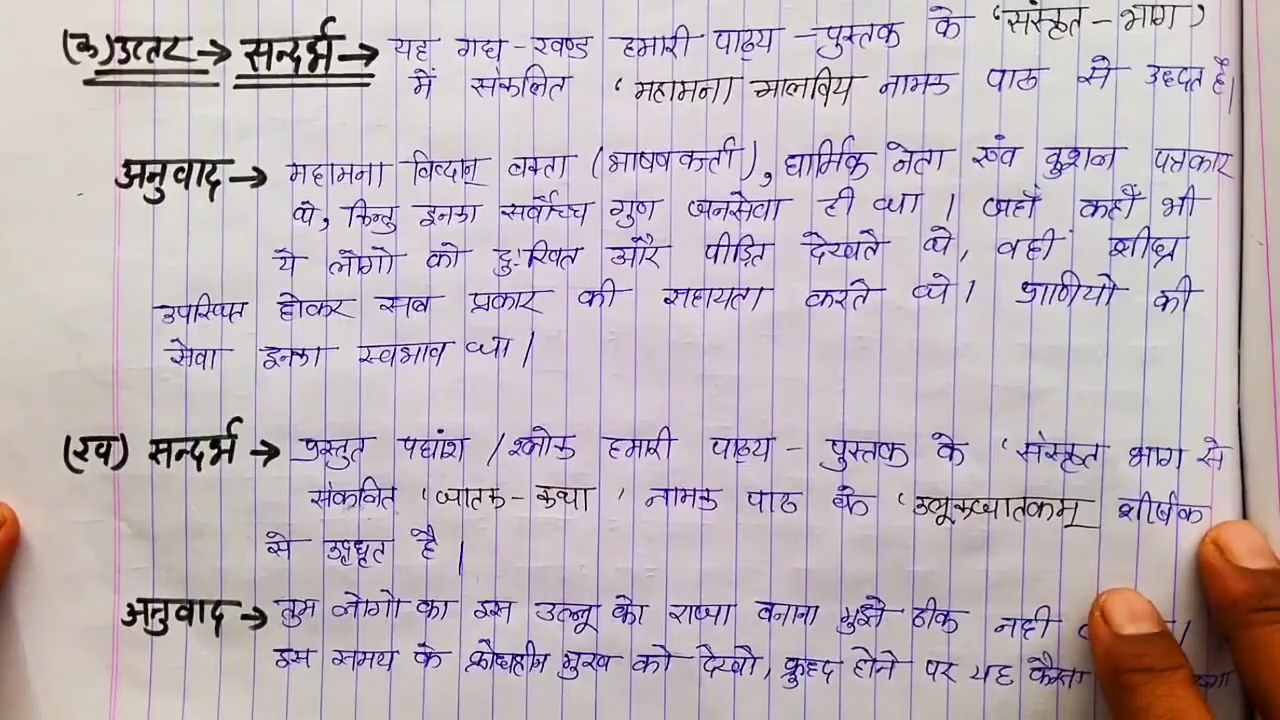 (क) उत्तर → सन्दर्भ → यह गद्य-खण्ड हमारी पाठ्य-पुस्तक के 'संस्कृत-भाग'
में संकलित 'महामना मालविय नामक पाठ से उद्धत है।
अनुवाद → महामना विव्दान् वक्ता (भाषणकर्ता), धार्मिक नेता एंव कुशल पत्रकार
थे, किन्तु इनका सर्वोच्च गुण जनसेवा ही था। जहाँ कहीं भी
ये लोगो को दुःखित और पीड़ित देखते थे, वही शीघ्र
उपस्थित होकर सब प्रकार की सहायता करते थे। प्राणियो की
सेवा इनका स्वभाव था।
(ख) सन्दर्भ → प्रस्तुत पद्यांश/श्लोक हमारी पाठ्य-पुस्तक के 'संस्कृत भाग से
संकलित 'जातक-कथा' नामक पाठ के 'उलूकजातकम् शीर्षक
से उद्धृत है।
अनुवाद → तुम लोगो का इस उल्लू को राजा बनाना मुझे ठीक नही
इस समय के क्रोधहीन मुख को देखो, क्रुद्द होने पर यह कैसा